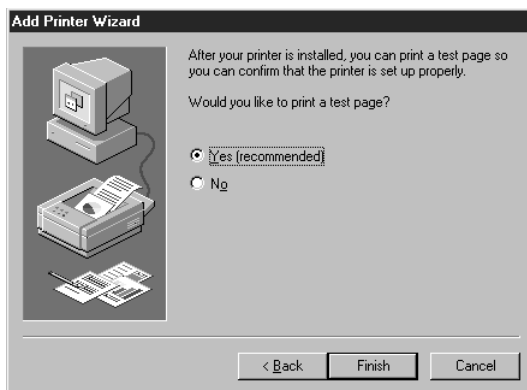 Add Printer Wizard
After your printer is installed, you can print a test page so
you can confirm that the printer is set up properly.
Would you like to print a test page?
Yes (recommended)
No
< Back
Finish
Cancel